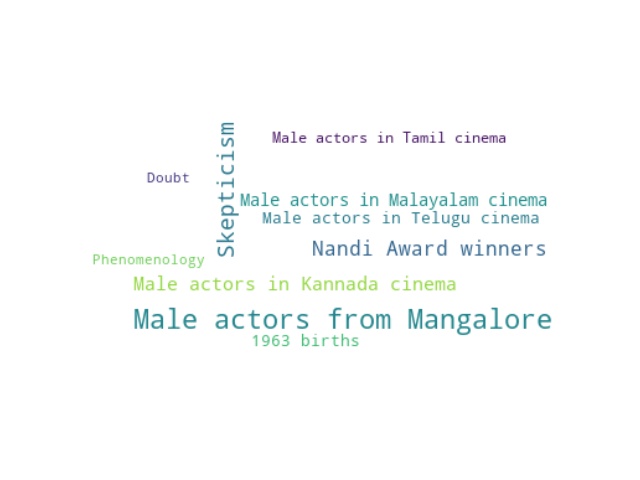 Male actors in Tamil cinema
Skepticism
Doubt
Male actors in Malayalam cinema
Male actors in Telugu cinema
Nandi Award winners
Phenomenology
Male actors in Kannada cinema
Male actors from Mangalore
1963 births